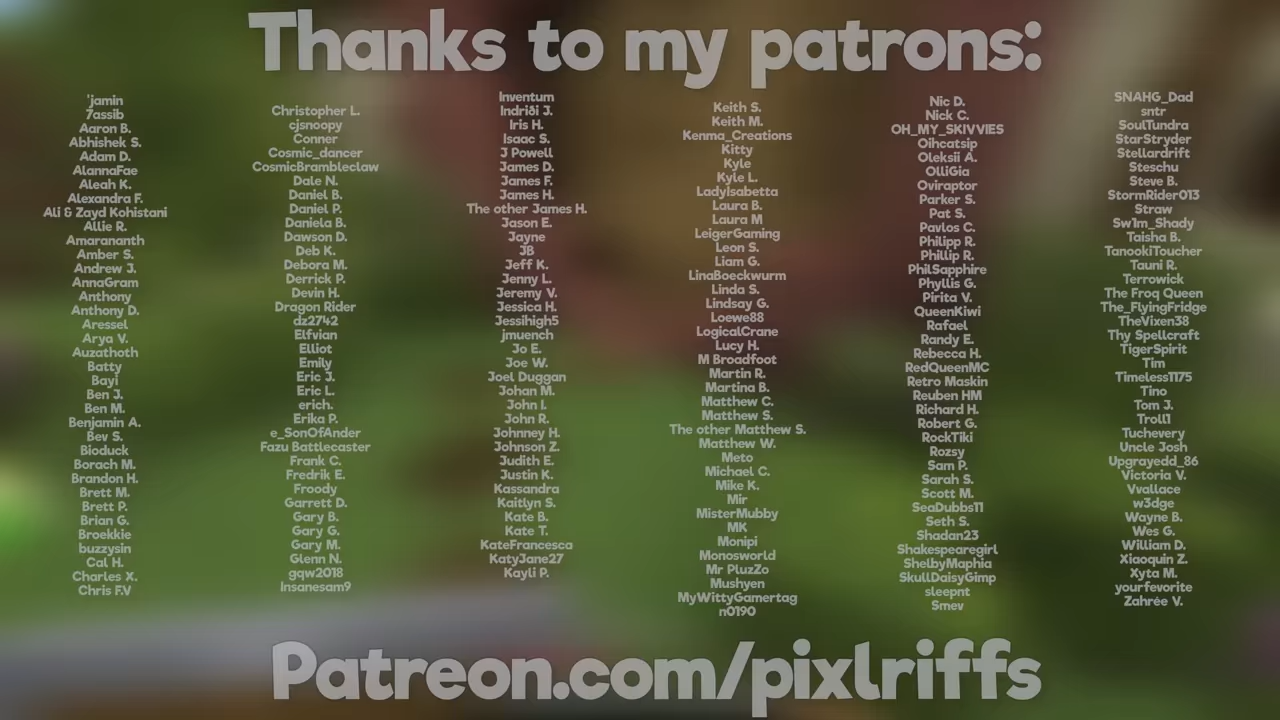 Thanks to my patrons:
'jamin
7assib
Aaron B.
Abhishek S.
Adam D.
AlannaFae
Aleah K.
Alexandra F.
Ali & Zayd Kohistani
Allie R.
Amarananth
Amber S.
Andrew J.
AnnaGram
Anthony
Anthony D.
Aressel
Arya V.
Auzathoth
Batty
Bayi
Ben J.
Ben M.
Benjamin A.
Bev S.
Bioduck
Borach M.
Brandon H.
Brett M.
Brett P.
Brian G.
Broekkie
buzzysin
Cal H.
Charles X.
Chris F.V
Christopher L.
cjsnoopy
Conner
Cosmic_dancer
CosmicBrambleclaw
Dale N.
Daniel B.
Daniel P.
Daniela B.
Dawson D.
Deb K.
Debora M.
Derrick P.
Devin H.
Dragon Rider
dz2742
Elfvian
Elliot
Emily
Eric J.
Eric L.
erich.
Erika P.
e_SonOfAnder
Fazu Battlecaster
Frank C.
Fredrik E.
Froody
Garrett D.
Gary B.
Gary G.
Gary M.
Glenn N.
gqw2018
Insanesam9
Inventum
Indriði J.
Iris H.
Isaac S.
J Powell
James D.
James F.
James H.
The other James H.
Jason E.
Jayne
JB
Jeff K.
Jenny L.
Jeremy V.
Jessica H.
Jessihigh5
jmuench
Jo E.
Joe W.
Joel Duggan
Johan M.
John I.
John R.
Johnney H.
Johnson Z.
Judith E.
Justin K.
Kassandra
Kaitlyn S.
Kate B.
Kate T.
KateFrancesca
KatyJane27
Kayli P.
Keith S.
Keith M.
Kenma_Creations
Kitty
Kyle
Kyle L.
Ladylsabetta
Laura B.
Laura M
LeigerGaming
Leon S.
Liam G.
LinaBoeckwurm
Linda S.
Lindsay G.
Loewe88
LogicalCrane
Lucy H.
M Broadfoot
Martin R.
Martina B.
Matthew C.
Matthew S.
The other Matthew S.
Matthew W.
Meto
Michael C.
Mike K.
Mir
MisterMubby
MK
Monipi
Monosworld
Mr PluzZo
Mushyen
MyWittyGamertag
n0190
Nic D.
Nick C.
OH_MY_SKIVVIES
Oihcatsip
Oleksii A.
OlliGia
Oviraptor
Parker S.
Pat S.
Pavlos C.
Philipp R.
Phillip R.
PhilSapphire
Phyllis G.
Pirita V.
QueenKiwi
Rafael
Randy E.
Rebecca H.
RedQueenMC
Retro Maskin
Reuben HM
Richard H.
Robert G.
RockTiki
Rozsy
Sam P.
Sarah S.
Scott M.
SeaDubbs11
Seth S.
Shadan23
Shakespearegirl
ShelbyMaphia
SkullDaisyGimp
sleepnt
Smev
SNAHG_Dad
sntr
SoulTundra
StarStryder
Stellardrift
Steschu
Steve B.
StormRider013
Straw
Sw1m_Shady
Taisha B.
TanookiToucher
Tauni R.
Terrowick
The Froq Queen
The_FlyingFridge
TheVixen38
Thy Spellcraft
TigerSpirit
Tim
Timeless1175
Tino
Tom J.
Troll1
Tuchevery
Uncle Josh
Upgrayedd_86
Victoria V.
Vvallace
w3dge
Wayne B.
Wes G.
William D.
Xiaoquin Z.
Xyta M.
yourfevorite
Zahrée V.
Patreon.com/pixlriffs